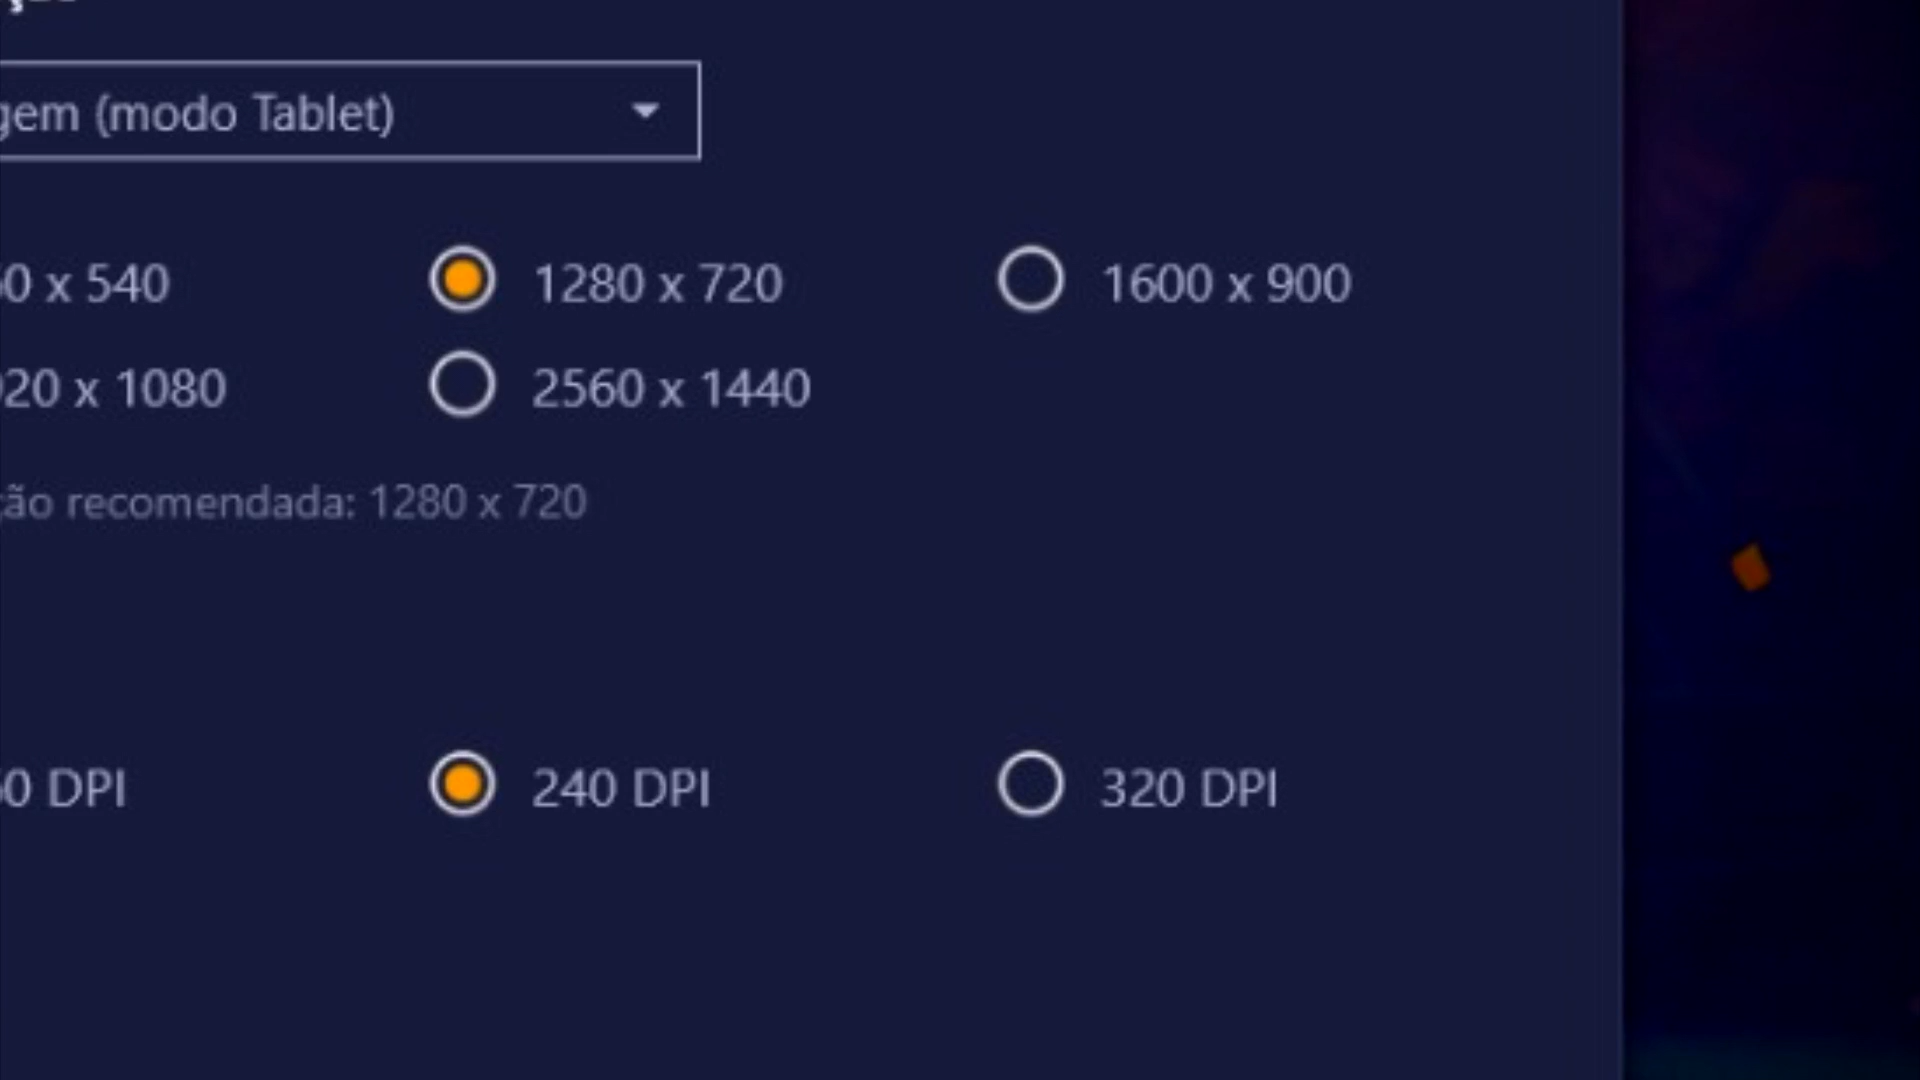 gem (modo Tablet)
0 x 540
1280 x 720
1600 x 900
20 x 1080
2560 x 1440
ção recomendada: 1280 x 720
0 DPI
240 DPI
320 DPI